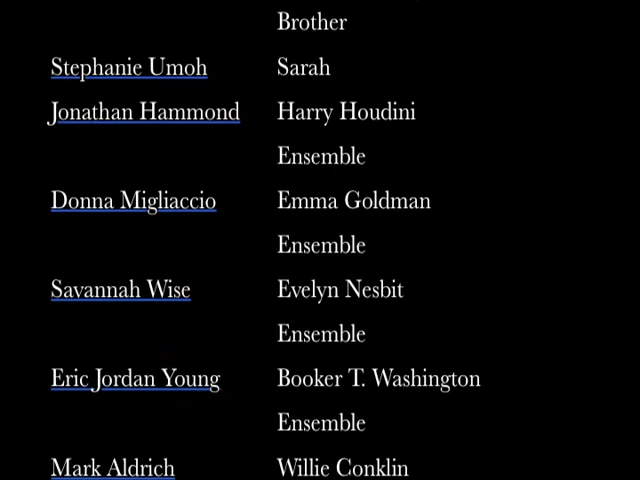 Brother
Stephanie Umoh Sarah
Jonathan Hammond Harry Houdini
Ensemble
Donna Migliaccio Emma Goldman
Ensemble
Savannah Wise Evelyn Nesbit
Ensemble
Eric Jordan Young Booker T. Washington
Ensemble
Mark Aldrich Willie Conklin